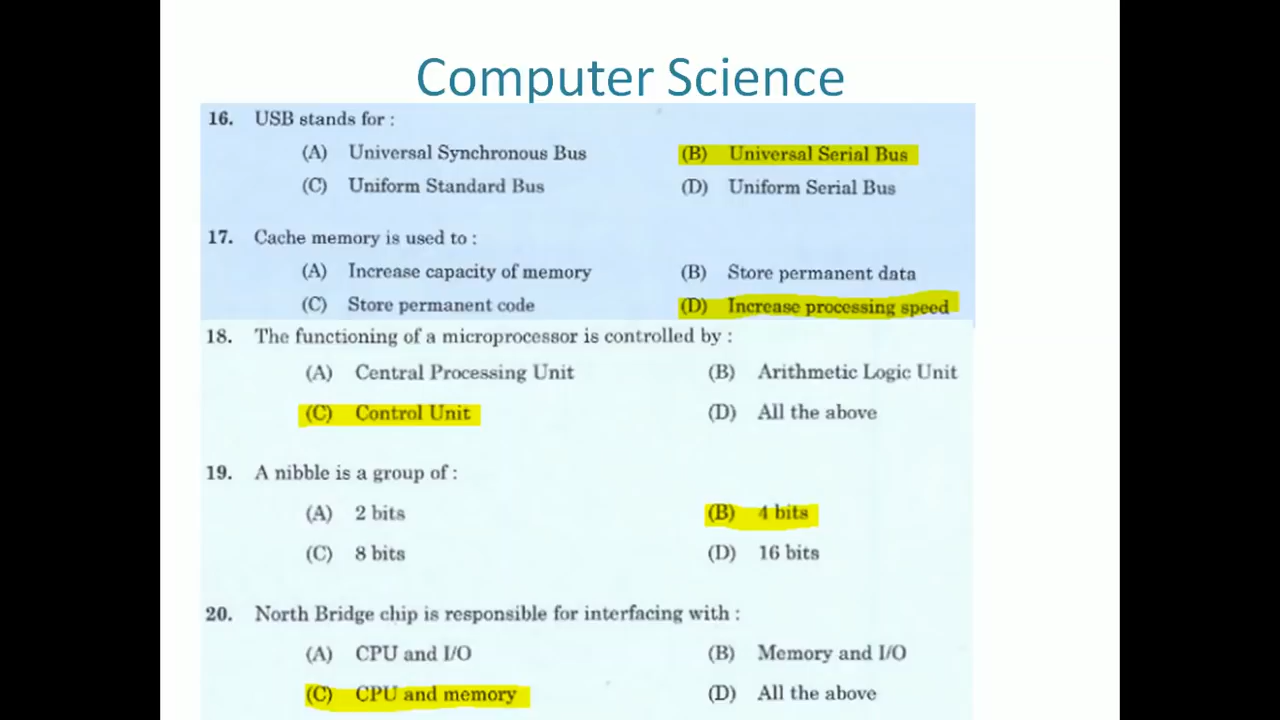 Computer Science
16. USB stands for :
(A) Universal Synchronous Bus (B) Universal Serial Bus
(C) Uniform Standard Bus (D) Uniform Serial Bus
17. Cache memory is used to :
(A) Increase capacity of memory (B) Store permanent data
(C) Store permanent code (D) Increase processing speed
18. The functioning of a microprocessor is controlled by :
(A) Central Processing Unit (B) Arithmetic Logic Unit
(C) Control Unit (D) All the above
19. A nibble is a group of :
(A) 2 bits (B) 4 bits
(C) 8 bits (D) 16 bits
20. North Bridge chip is responsible for interfacing with :
(A) CPU and I/O (B) Memory and I/O
(C) CPU and memory (D) All the above